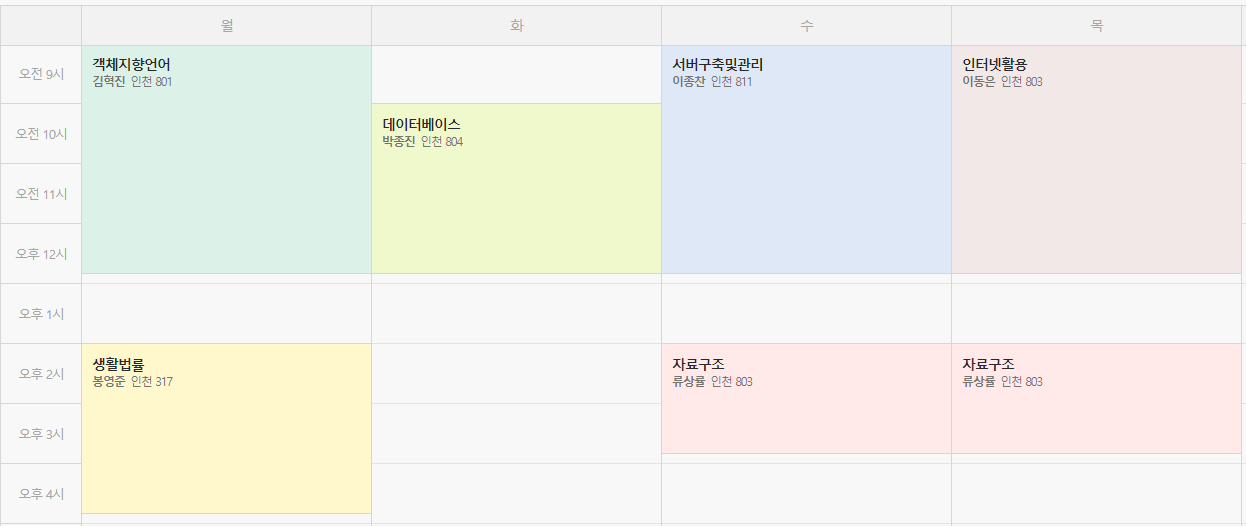 월 화 수 목
오전 9시
오전 10시
오전 11시
오후 12시
오후 1시
오후 2시
오후 3시
오후 4시
객체지향언어
김혁진 인천 801
생활법률
봉영준 인천 317
데이터베이스
박종진 인천 804
서버구축및관리
이종찬 인천 811
자료구조
류상률 인천 803
인터넷활용
이동은 인천 803
자료구조
류상률 인천 803